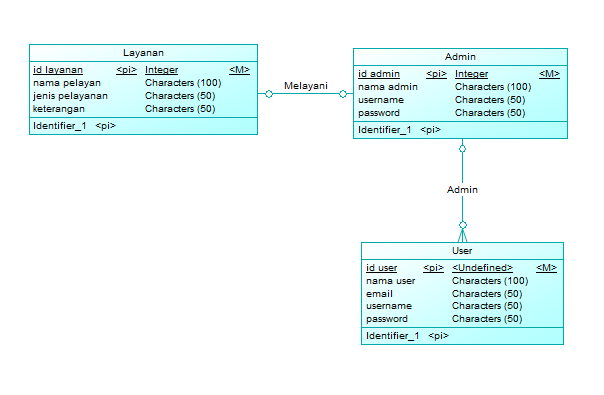 Layanan
id layanan <pi> Integer <M>
nama pelayan Characters (100)
jenis pelayanan Characters (50)
keterangan Characters (50)
Identifier_1 <pi>
Melayani
Admin
id admin <pi> Integer <M>
nama admin Characters (100)
username Characters (50)
password Characters (50)
Identifier_1 <pi>
Admin
User
id user <pi> <Undefined> <M>
nama user Characters (100)
email Characters (50)
username Characters (50)
password Characters (50)
Identifier_1 <pi>